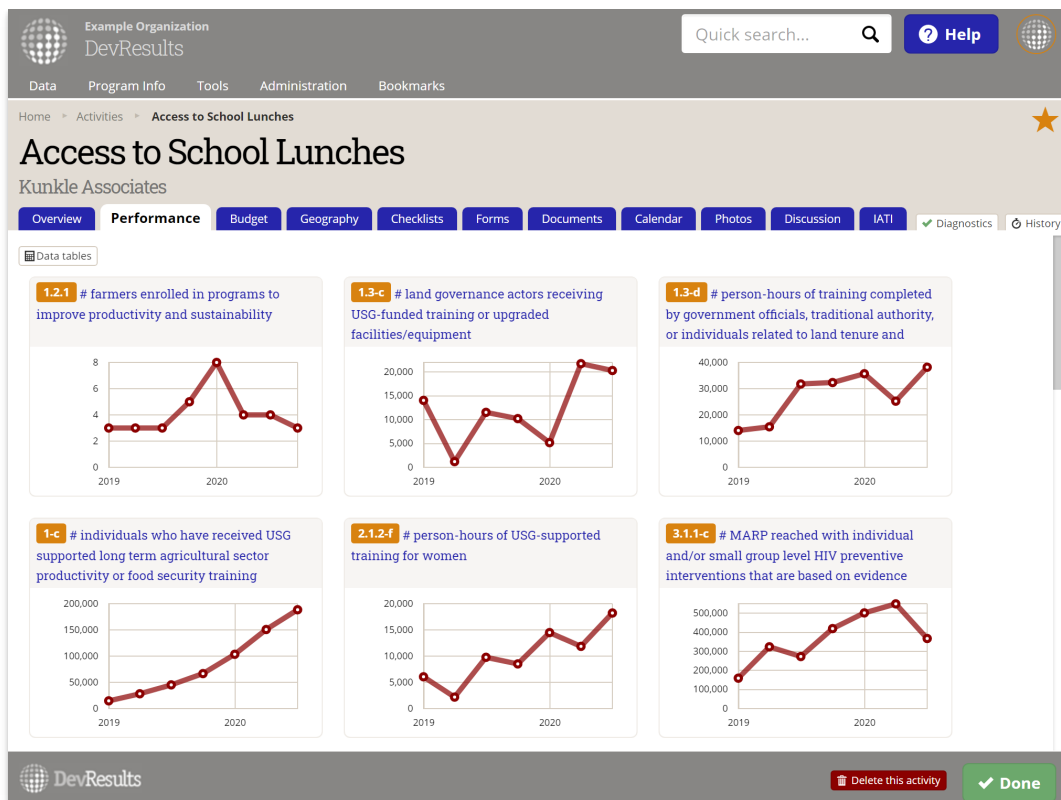 Example Organization
DevResults
Quick search...
Help
Data Program Info Tools Administration Bookmarks
Home Activities Access to School Lunches
Access to School Lunches
Kunkle Associates
Overview Performance Budget Geography Checklists Forms Documents Calendar Photos Discussion IATI Diagnostics History
Data tables
1.2.1 # farmers enrolled in programs to
improve productivity and sustainability
8
6
4
2
0
2019 2020
1.3-c # land governance actors receiving
USG-funded training or upgraded
facilities/equipment
20,000
15,000
10,000
5,000
0
2019 2020
1.3-d # person-hours of training completed
by government officials, traditional authority,
or individuals related to land tenure and
40,000
30,000
20,000
10,000
0
2019 2020
1-c # individuals who have received USG
supported long term agricultural sector
productivity or food security training
200,000
150,000
100,000
50,000
0
2019 2020
2.1.2-f # person-hours of USG-supported
training for women
20,000
15,000
10,000
5,000
0
2019 2020
3.1.1-c # MARP reached with individual
and/or small group level HIV preventive
interventions that are based on evidence
500,000
400,000
300,000
200,000
100,000
0
2019 2020
DevResults
Delete this activity
Done